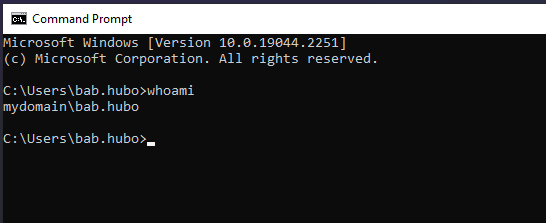 Command Prompt
Microsoft Windows [Version 10.0.19044.2251]
(c) Microsoft Corporation. All rights reserved.
C:\Users\bab.hubo>whoami
mydomain\bab.hubo
C:\Users\bab.hubo>